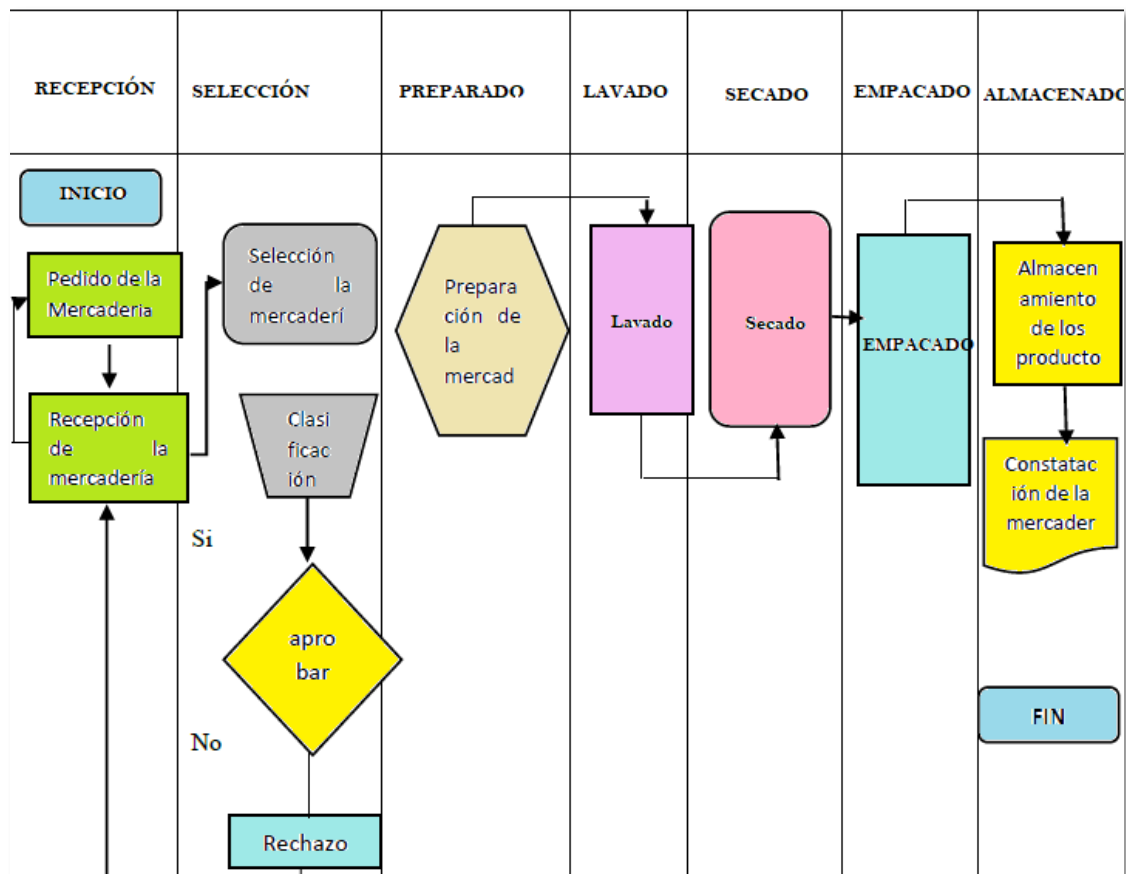 RECEPCIÓN
SELECCIÓN
PREPARADO
LAVADO
SECADO
EMPACADO
ALMACENADO
INICIO
Pedido de la
Mercaderia
Recepción
de la
mercadería
Selección
de la
mercaderí
Clasi
ficac
ión
Si
apro
bar
No
Rechazo
Prepara
ción de
la
mercad
Lavado
Secado
EMPACADO
Almacen
amiento
de los
producto
Constatac
ión de la
mercader
FIN